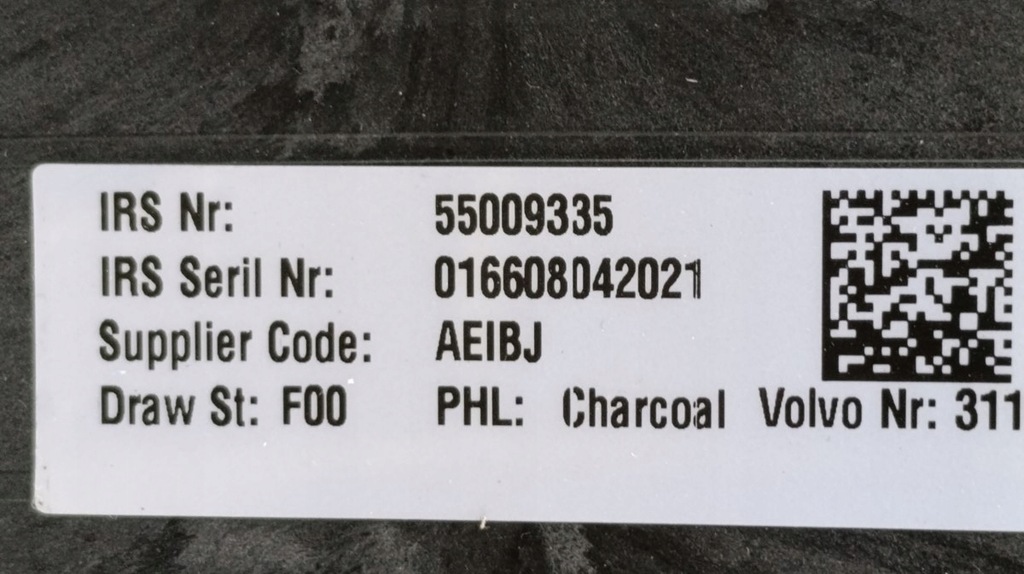 IRS Nr: 55009335
IRS Seril Nr: 016608042021
Supplier Code: AEIBJ
Draw St: F00 PHL: Charcoal Volvo Nr: 311